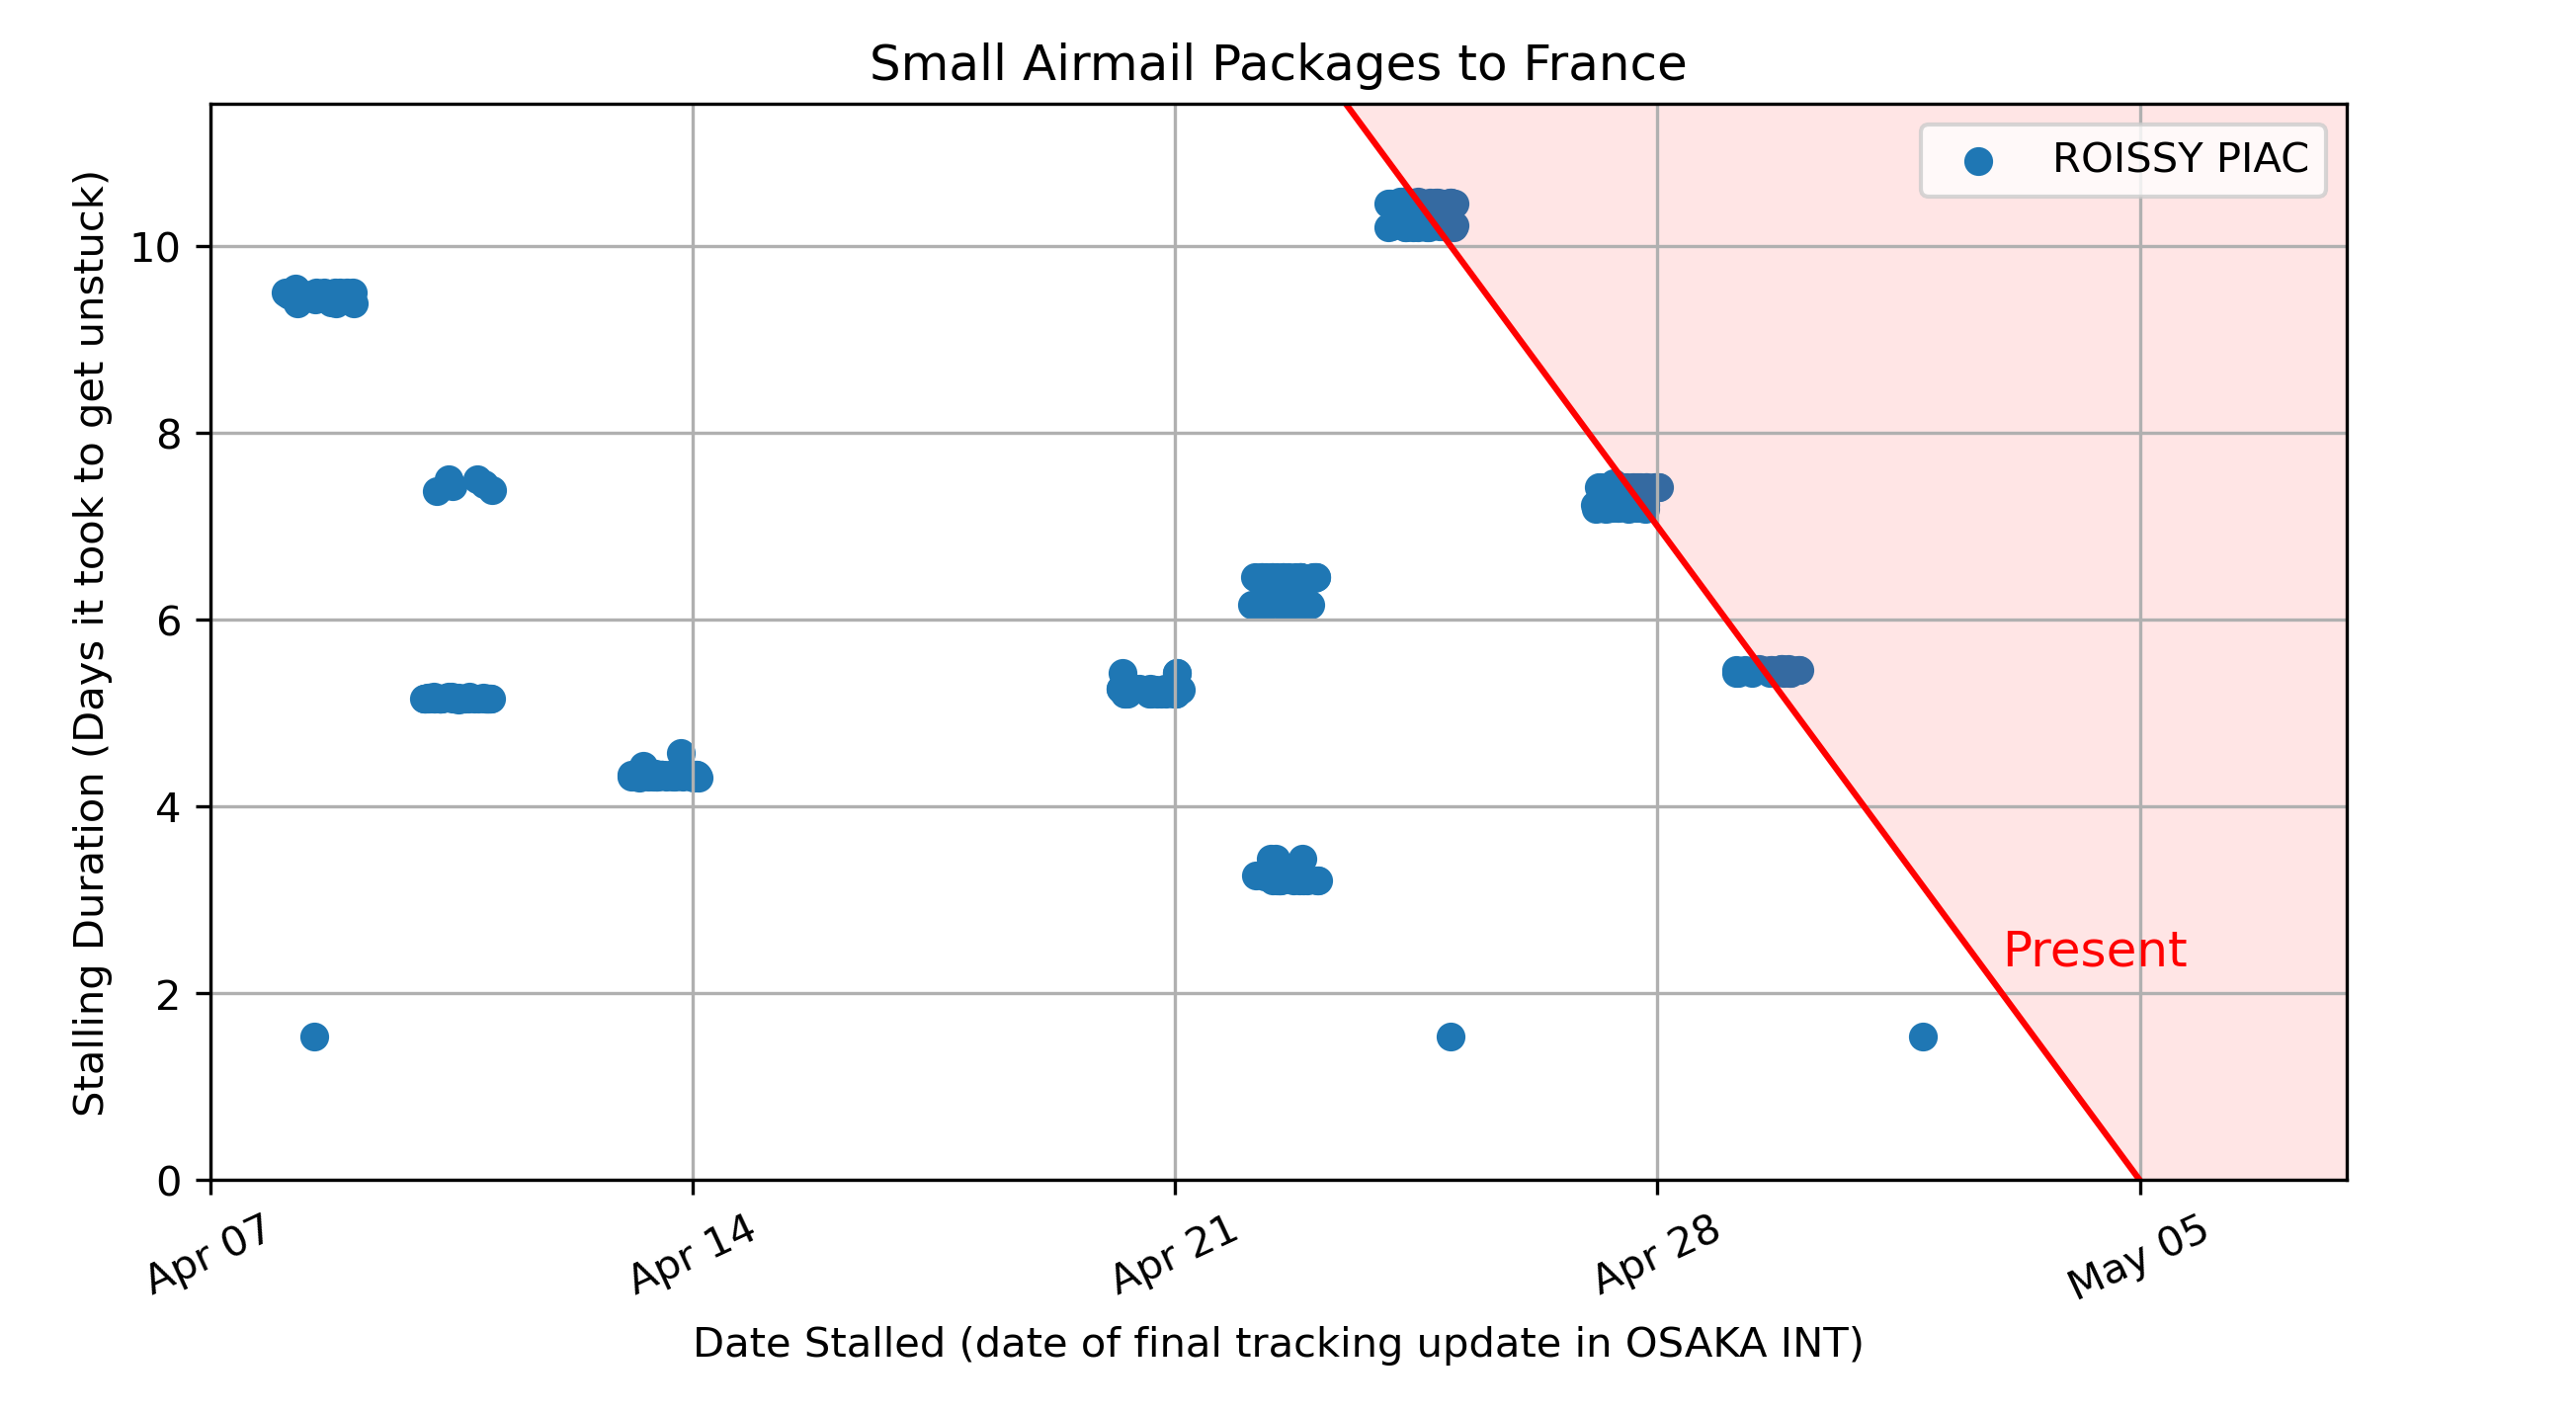 Small Airmail Packages to France
ROISSY PIAC
Stalling Duration (Days it took to get unstuck)
10
8
6
4
2
0
Present
Apr 07
Apr 14
Apr 21
Apr 28
May 05
Date Stalled (date of final tracking update in OSAKA INT)